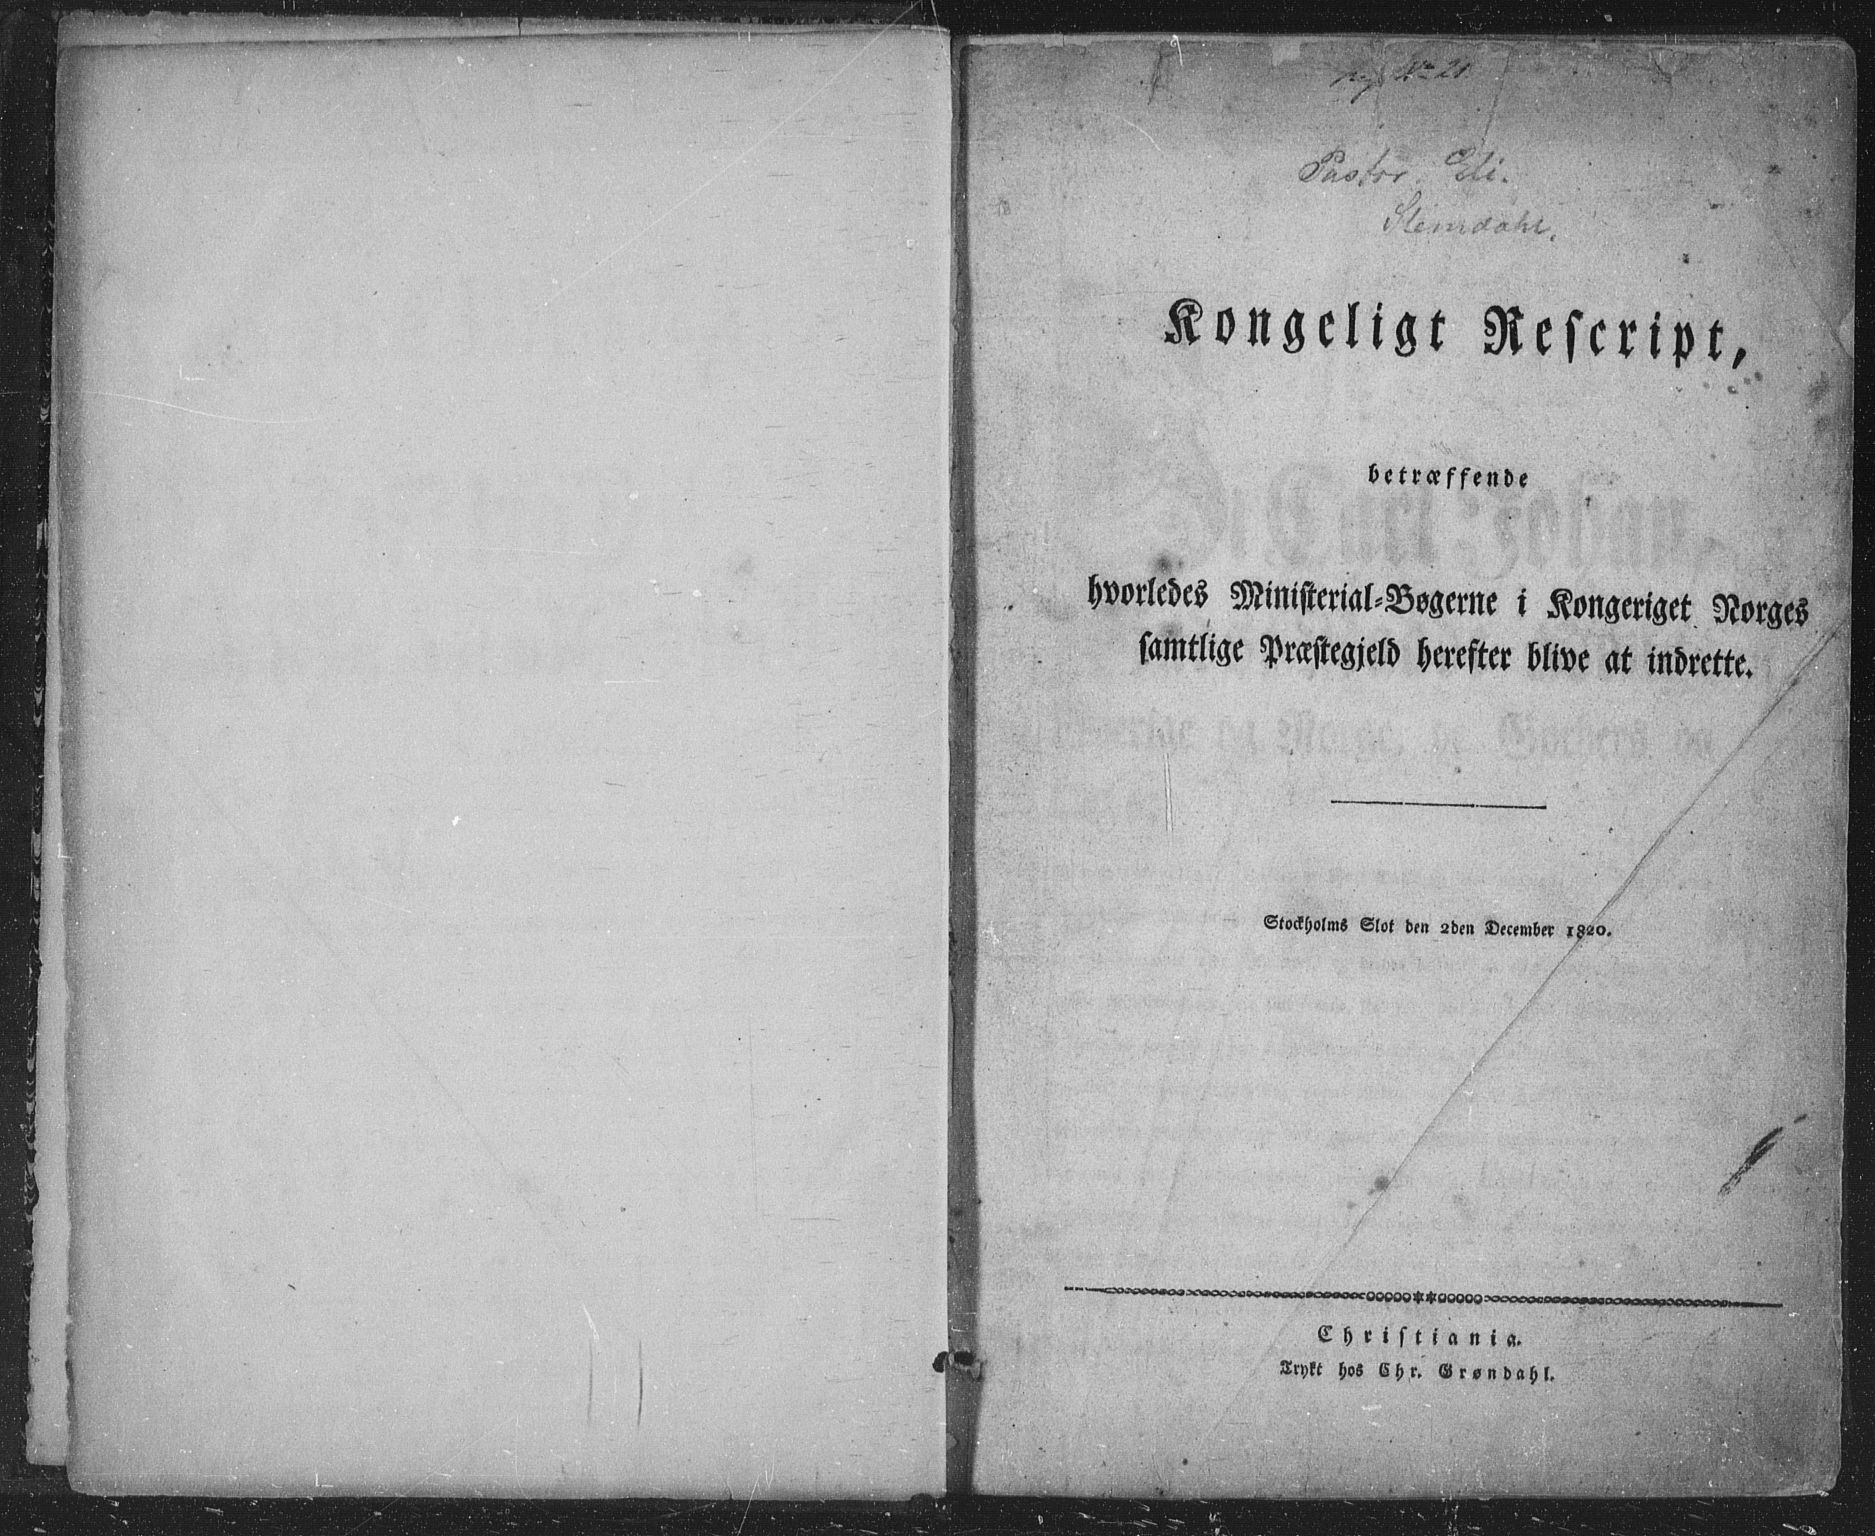 Pastor
Kongeligt Rescript,
betræffende
hvorledes Ministerial-Bøgerne i Kongeriget Norges
samtlige Præstegjeld herefter blive at indrette.
Stockholms Slot den 2den December 1820.
Christiania.
Trykt hos Chr. Grøndahl.